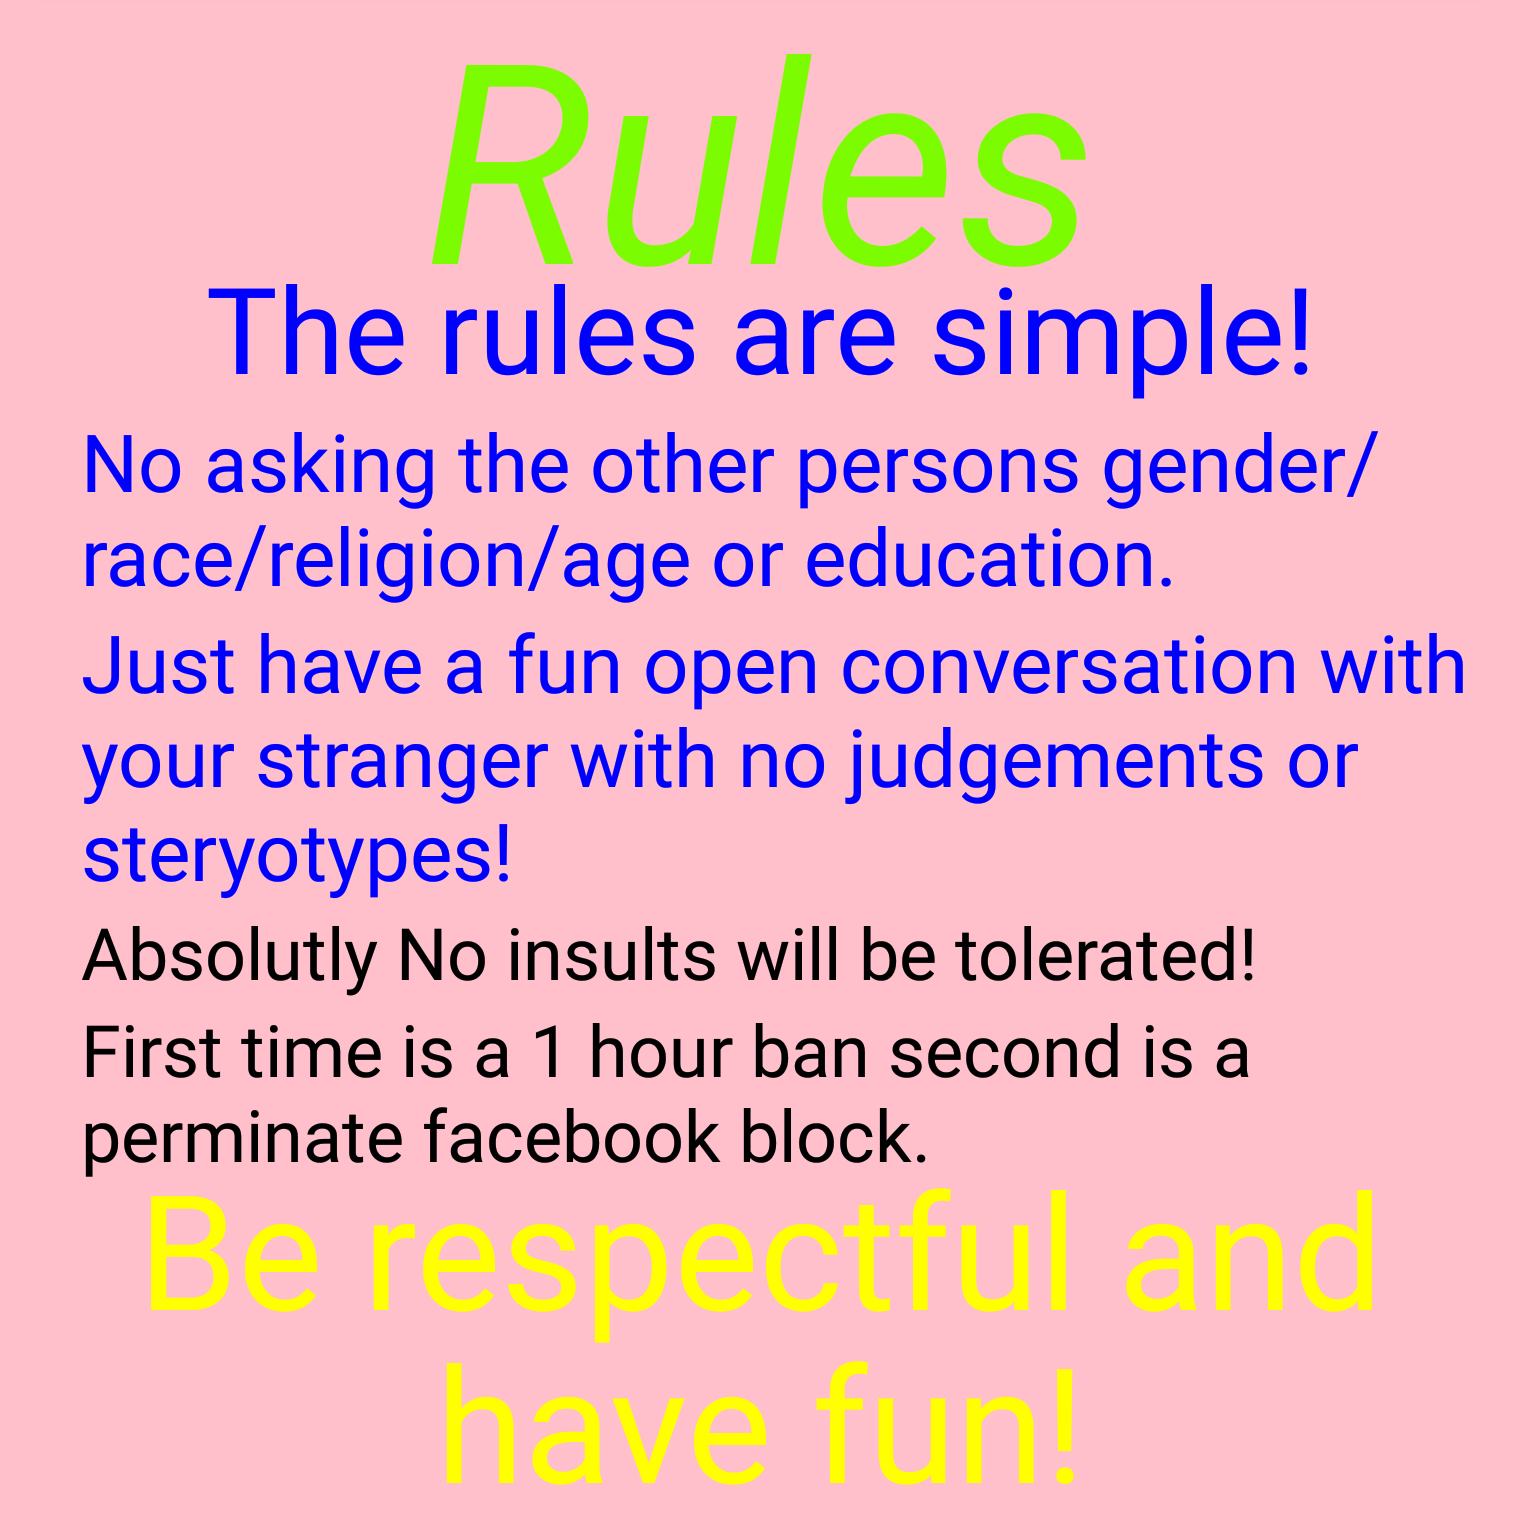 Rules
The rules are simple!
No asking the other persons gender/
race/religion/age or education.
Just have a fun open conversation with
your stranger with no judgements or
steryotypes!
Absolutly No insults will be tolerated!
First time is a 1 hour ban second is a
perminate facebook block.
Be respectful and
have fun!